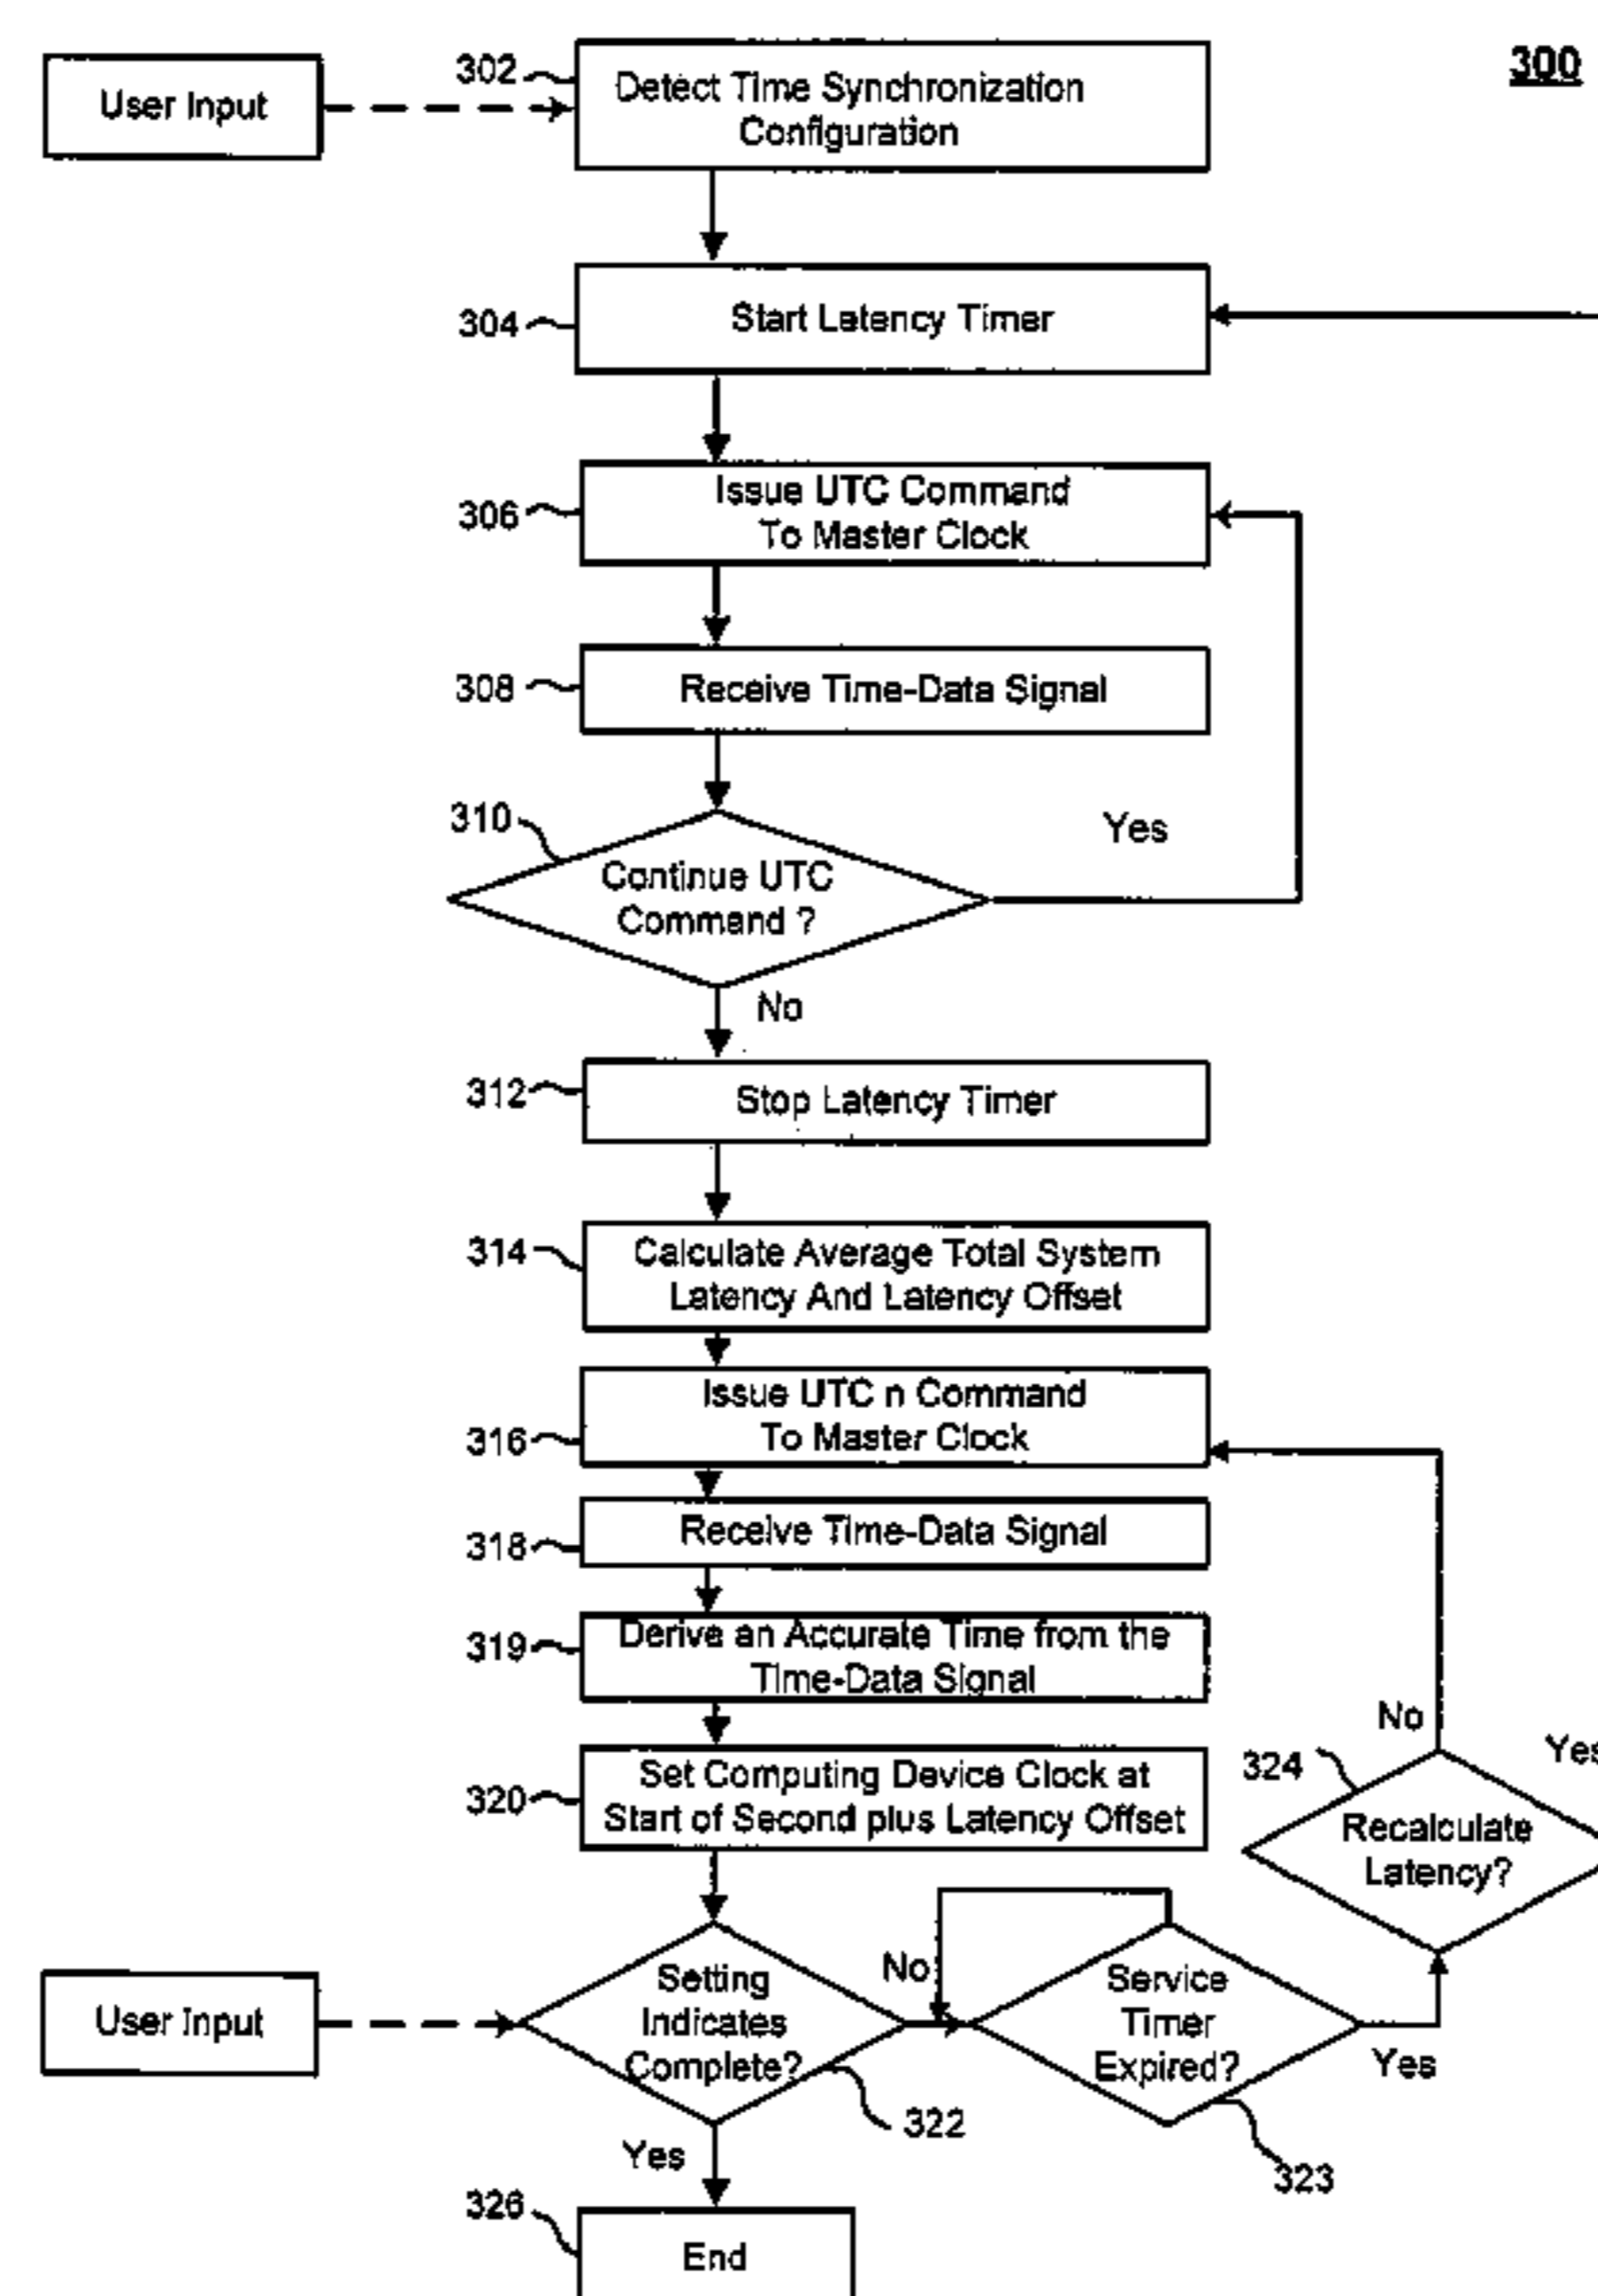 300
User Input
302
Detect Time Synchronization
Configuration
304
Start Latency Timer
306
Issue UTC Command
To Master Clock
308
Receive Time-Data Signal
310
Continue UTC
Command ?
Yes
No
312
Stop Latency Timer
314
Calculate Average Total System
Latency And Latency Offset
316
Issue UTC n Command
To Master Clock
318
Receive Time-Data Signal
319
Derive an Accurate Time from the
Time-Data Signal
320
Set Computing Device Clock at
Start of Second plus Latency Offset
No
Yes
324
Recalculate
Latency?
User Input
Setting
Indicates
Complete?
322
No
Service
Timer
Expired?
323
Yes
Yes
326
End